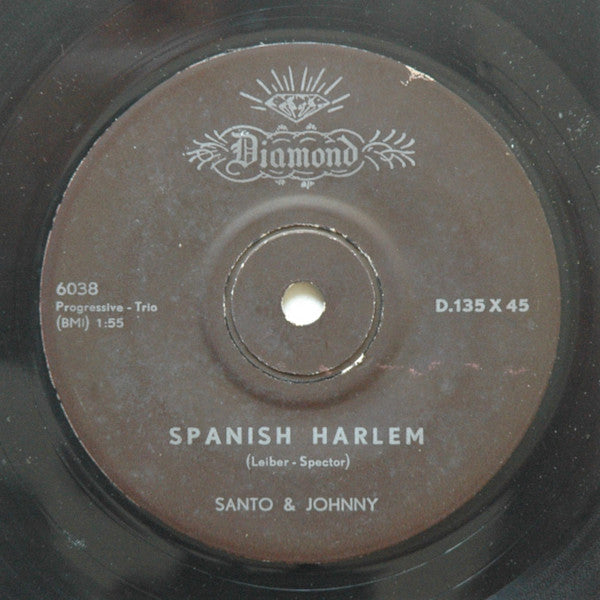 Diamond
6038
Progressive - Trio
(BMI) 1:55
D.135 X 45
SPANISH HARLEM
(Leiber - Spector)
SANTO & JOHNNY